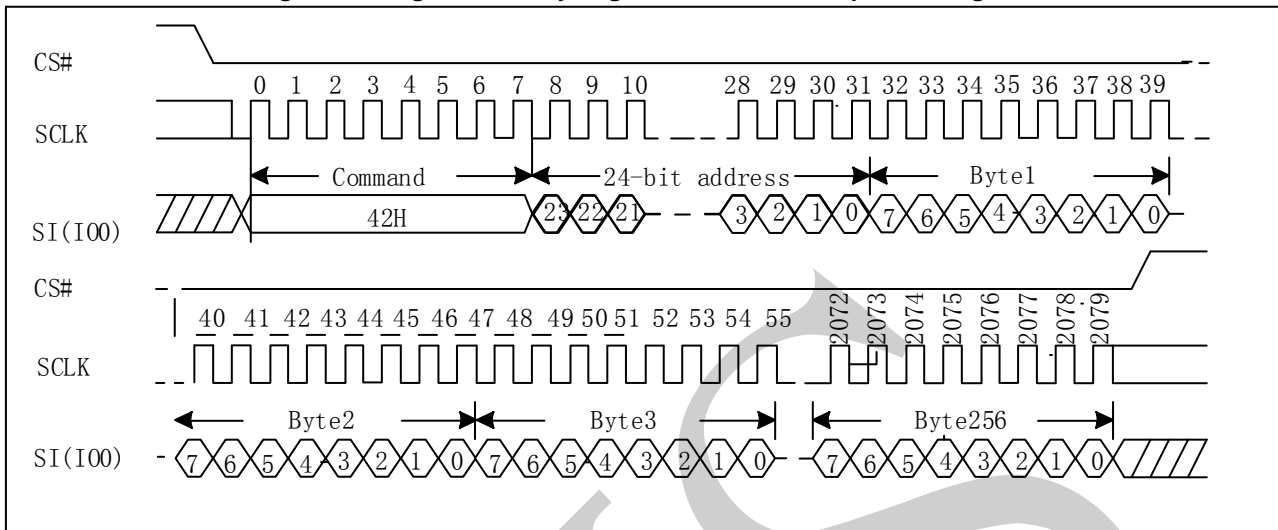 CS#
0 1 2 3 4 5 6 7 8 9 10 28 29 30 31 32 33 34 35 36 37 38 39
SCLK
Command 24-bit address Byte1
SI(IO0) 42H 23 22 21 3 2 1 0 7 6 5 4 3 2 1 0
CS#
40 41 42 43 44 45 46 47 48 49 50 51 52 53 54 55 2072 2073 2074 2075 2076 2077 2078 2079
SCLK
Byte2 Byte3 Byte256
SI(IO0) 7 6 5 4 3 2 1 0 7 6 5 4 3 2 1 0 7 6 5 4 3 2 1 0